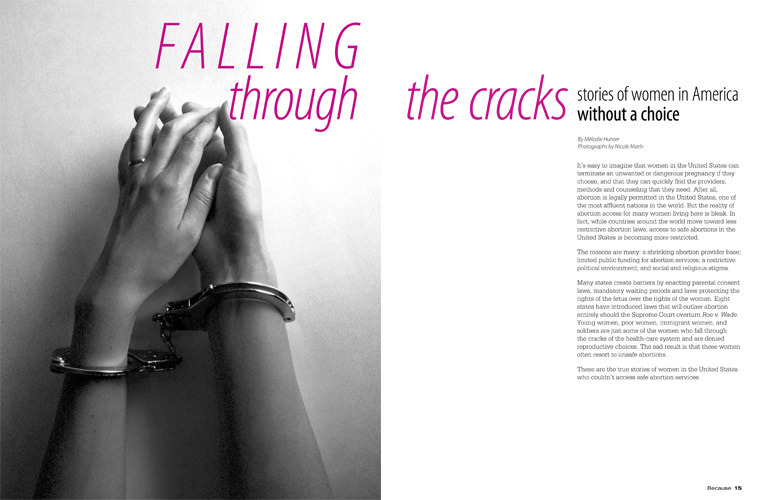 FALLING
through the cracks
stories of women in America
without a choice
By Mélodie Hunter
Photographs by Nicole Marlo
It's easy to imagine that women in the United States can
terminate an unwanted or dangerous pregnancy if they
choose, and that they can quickly find the providers,
methods and counseling that they need. After all,
abortion is legally permitted in the United States, one of
the most affluent nations in the world. But the reality of
abortion access for many women living here is bleak. In
fact, while countries around the world move toward less
restrictive abortion laws, access to safe abortions in the
United States is becoming more restricted.
The reasons are many: a shrinking abortion provider base;
limited public funding for abortion services; a restrictive
political environment; and social and religious stigma.
Many states create barriers by enacting parental consent
laws, mandatory waiting periods and laws protecting the
rights of the fetus over the rights of the woman. Eight
states have introduced laws that will outlaw abortion
entirely should the Supreme Court overturn Roe v. Wade.
Young women, poor women, immigrant women, and
soldiers are just some of the women who fall through
the cracks of the health-care system and are denied
reproductive choices. The sad result is that these women
often resort to unsafe abortions.
These are the true stories of women in the United States
who couldn't access safe abortion services.
Because 15